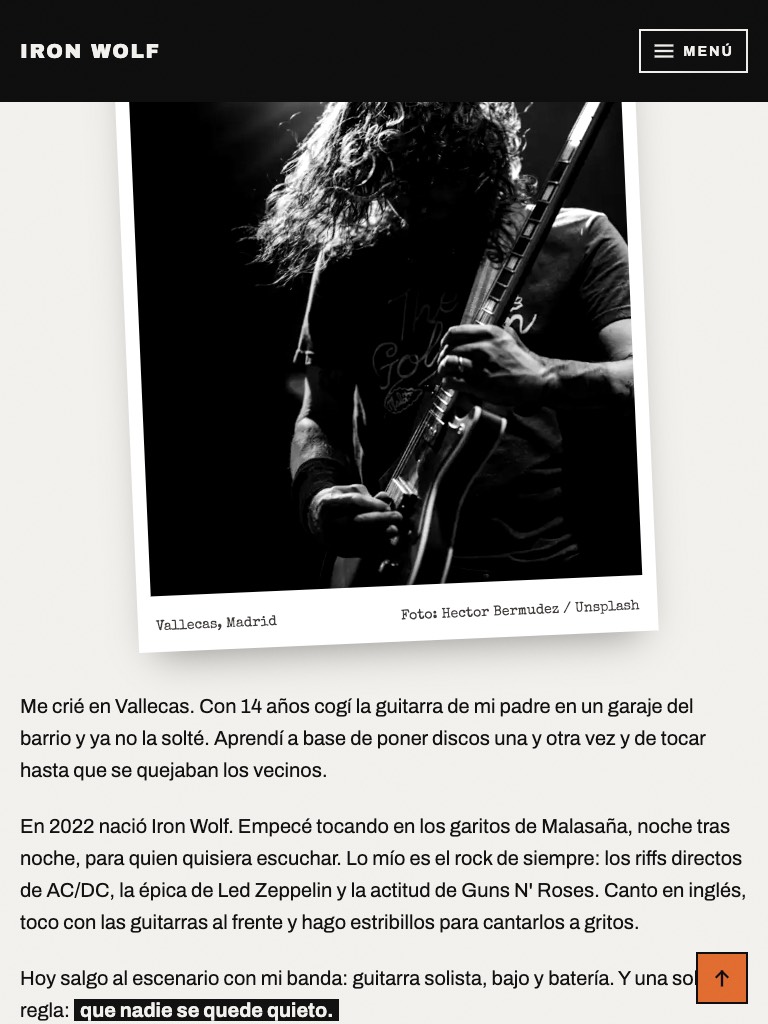 IRON WOLF
MENÚ
The
Vallecas, Madrid
Foto: Hector Bermudez / Unsplash
Me crié en Vallecas. Con 14 años cogí la guitarra de mi padre en un garaje del
barrio y ya no la solté. Aprendí a base de poner discos una y otra vez y de tocar
hasta que se quejaban los vecinos.
En 2022 nació Iron Wolf. Empecé tocando en los garitos de Malasaña, noche tras
noche, para quien quisiera escuchar. Lo mío es el rock de siempre: los riffs directos
de AC/DC, la épica de Led Zeppelin y la actitud de Guns N' Roses. Canto en inglés,
toco con las guitarras al frente y hago estribillos para cantarlos a gritos.
Hoy salgo al escenario con mi banda: guitarra solista, bajo y batería. Y una
regla: que nadie se quede quieto.